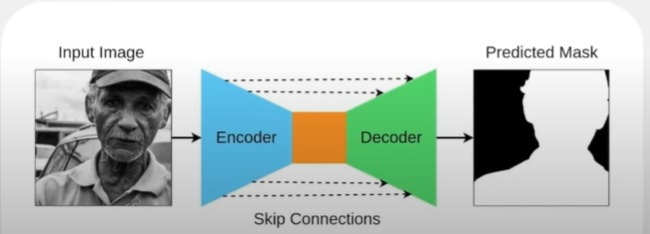 Input Image
Predicted Mask
Encoder
Decoder
Skip Connections